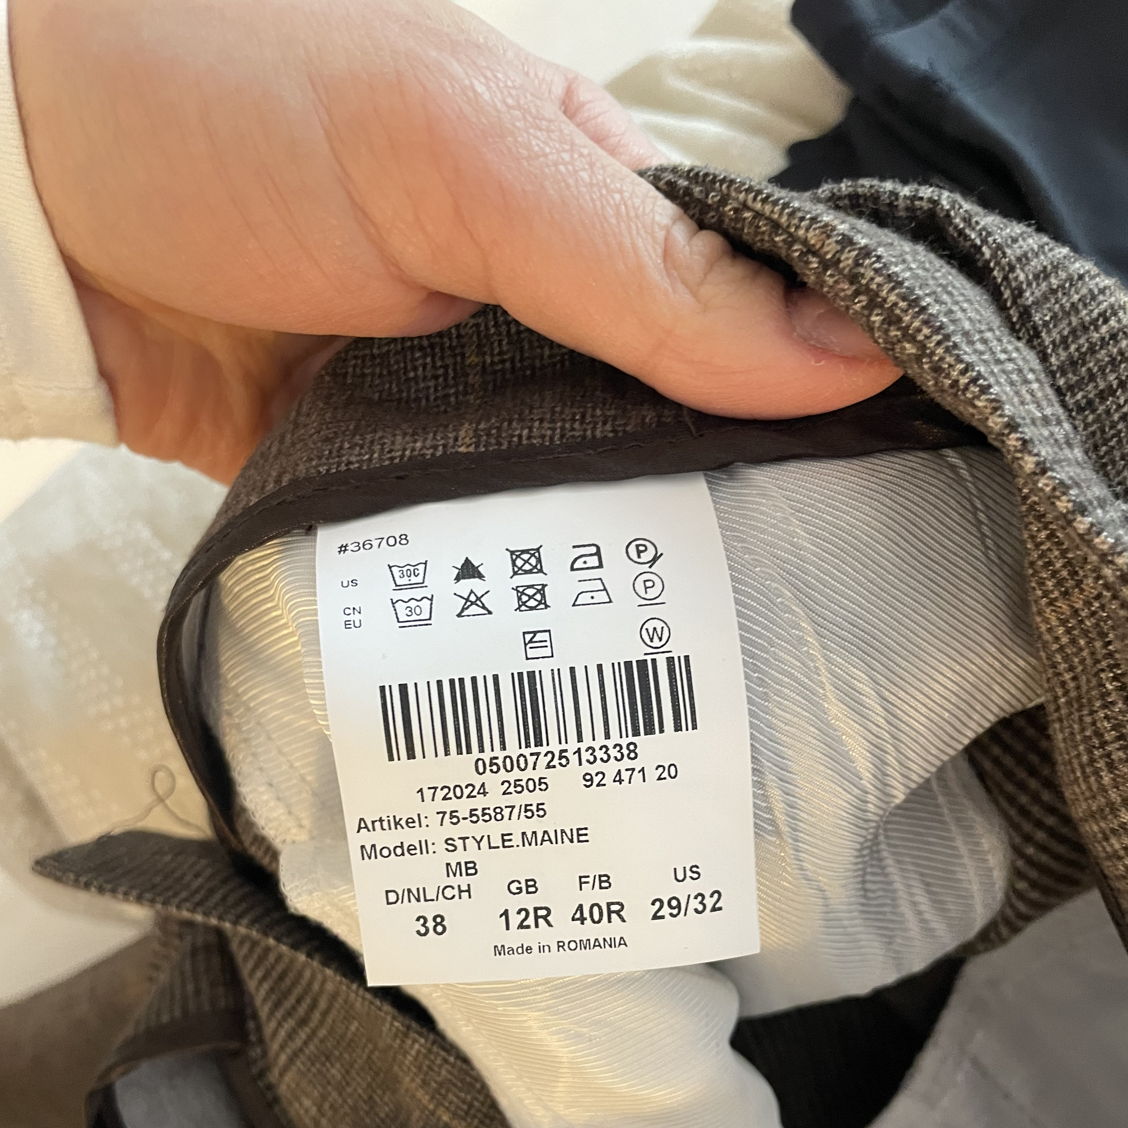 #36708
US 30C P
CN
EU 30 P
W
050072513338
172024 2505 92 471 20
Artikel: 75-5587/55
Modell: STYLE.MAINE
MB
D/NL/CH GB F/B US
38 12R 40R 29/32
Made in ROMANIA